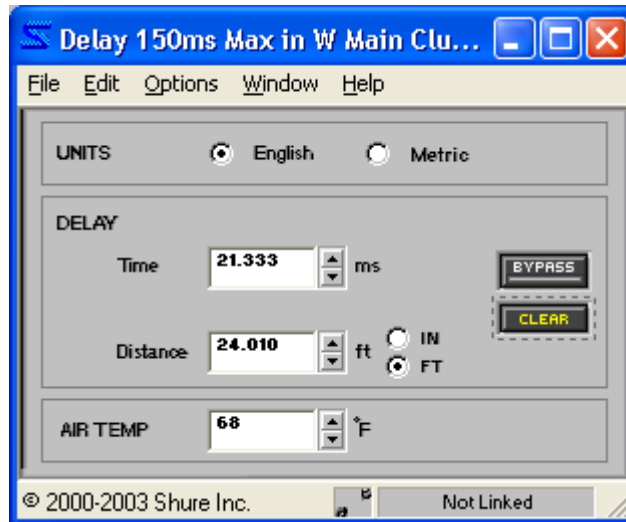 Delay 150ms Max in W Main Clu...
File Edit Options Window Help
UNITS English Metric
DELAY
Time 21.333 ms
BYPASS
CLEAR
Distance 24.010 ft IN
FT
AIR TEMP 68 °F
© 2000-2003 Shure Inc. a B Not Linked